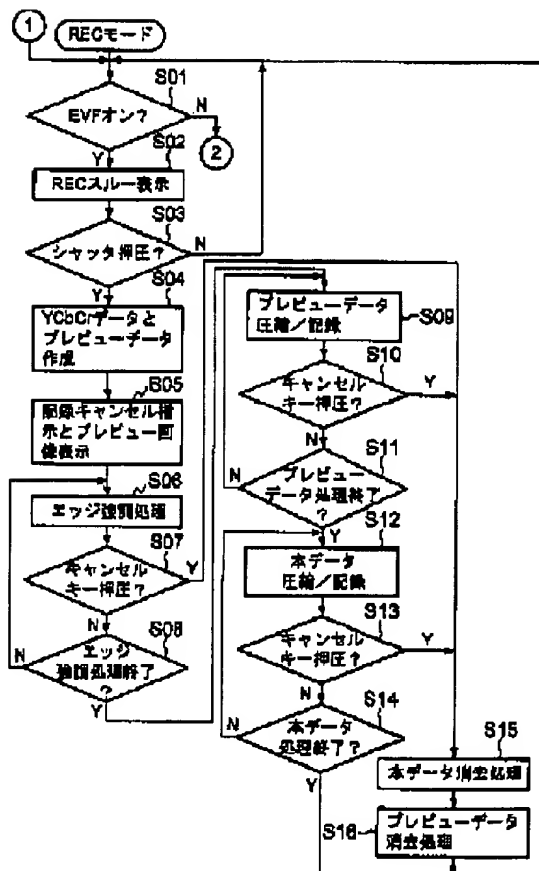 1
RECモード
S01
EVFオン?
N
2
Y
S02
RECスルー表示
S03
シャッタ押圧?
N
Y
S04
YCbCrデータと
プレビューデータ
作成
S05
記録キャンセル指
示とプレビュー画
像表示
S06
エッジ強調処理
S07
キャンセル
キー押圧?
Y
N
S08
エッジ
強調処理終了
?
N
Y
プレビューデータ
圧縮/記録
S09
S10
キャンセル
キー押圧?
Y
N
S11
プレビュー
データ処理終了
?
N
Y
S12
本データ
圧縮/記録
S13
キャンセル
キー押圧?
Y
N
S14
本データ
処理終了?
N
Y
S15
本データ消去処理
S16
プレビューデータ
消去処理